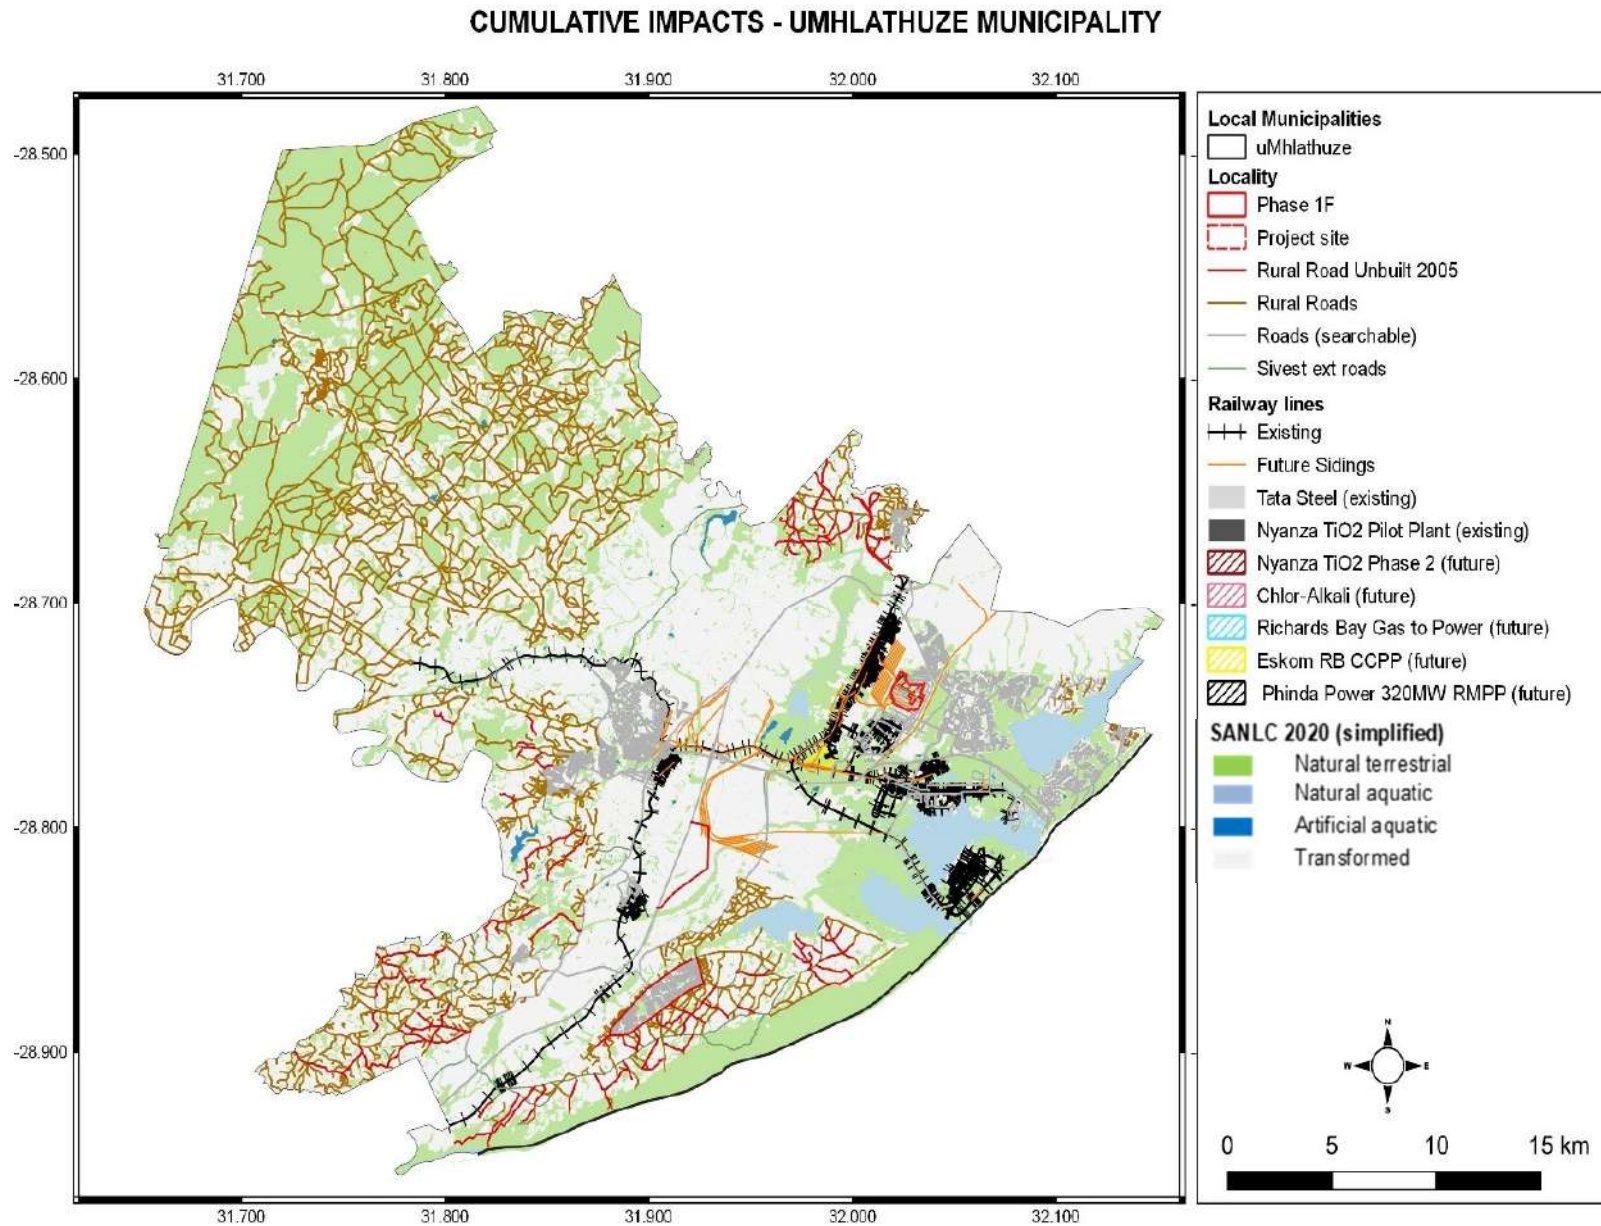 CUMULATIVE IMPACTS - UMHLATHUZE MUNICIPALITY
31.700 31.800 31.900 32.000 32.100
-28.500
-28.600
-28.700
-28.800
-28.900
31.700 31.800 31.900 32.000 32.100
Local Municipalities
uMhlathuze
Locality
Phase 1F
Project site
Rural Road Unbuilt 2005
Rural Roads
Roads (searchable)
Sivest ext roads
Railway lines
Existing
Future Sidings
Tata Steel (existing)
Nyanza TiO2 Pilot Plant (existing)
Nyanza TiO2 Phase 2 (future)
Chlor-Alkali (future)
Richards Bay Gas to Power (future)
Eskom RB CCPP (future)
Phinda Power 320MW RMPP (future)
SANLC 2020 (simplified)
Natural terrestrial
Natural aquatic
Artificial aquatic
Transformed
N
W E
S
0 5 10 15 km